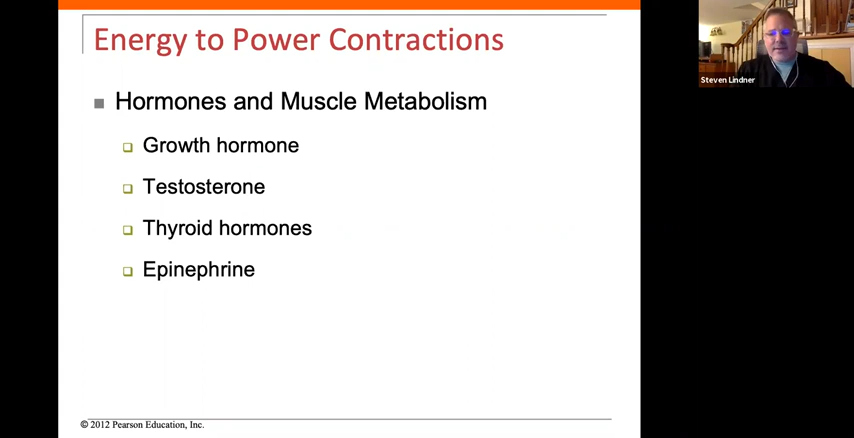 Energy to Power Contractions
Hormones and Muscle Metabolism
Growth hormone
Testosterone
Thyroid hormones
Epinephrine
© 2012 Pearson Education, Inc.
Steven Lindner